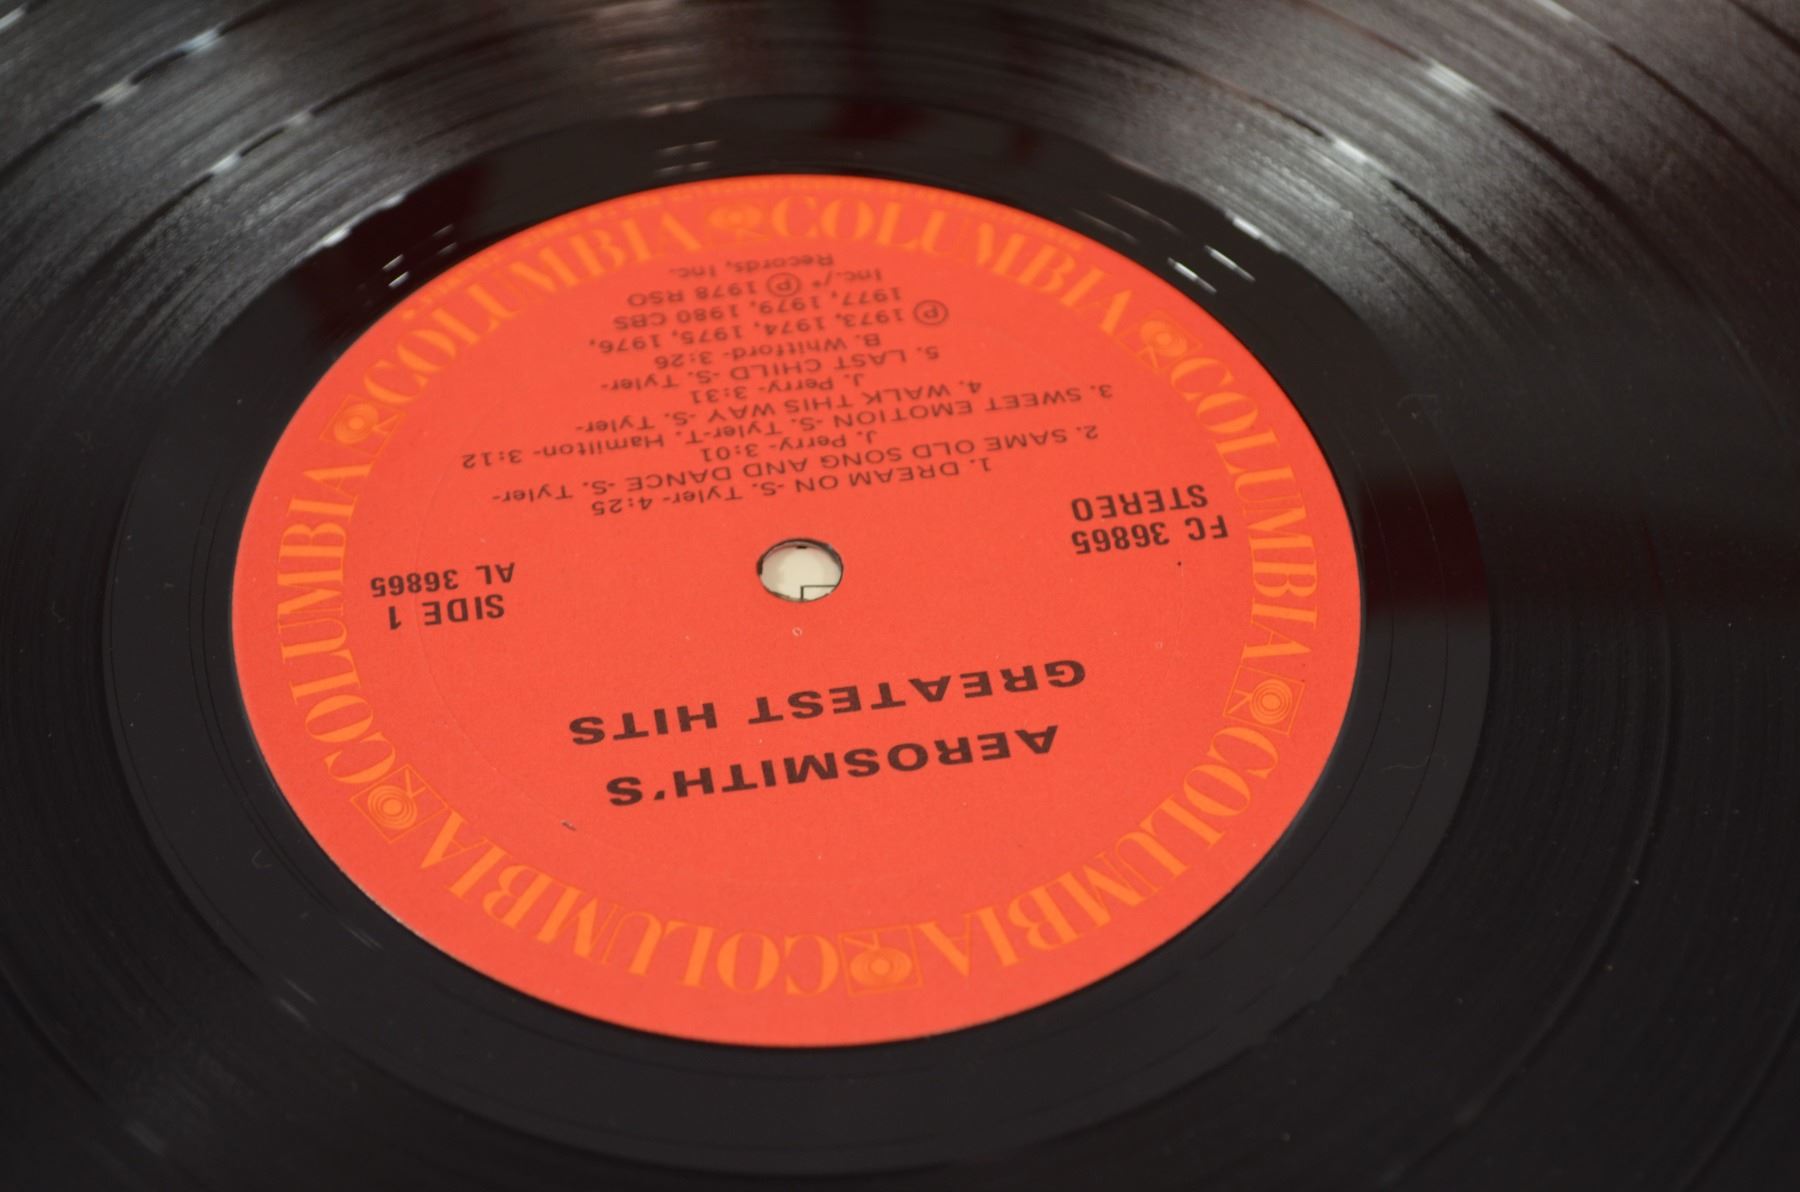 AEROSMITH'S
GREATEST HITS
SIDE 1
AL 36865
FC 36865
STEREO
1. DREAM ON -S. Tyler- 4:25
2. SAME OLD SONG AND DANCE -S. Tyler-
J. Perry- 3:01
3. SWEET EMOTION -S. Tyler-T. Hamilton- 3:12
4. WALK THIS WAY -S. Tyler-
J. Perry- 3:31
5. LAST CHILD -S. Tyler-
B. Whitford- 3:26
Ⓟ 1973, 1974, 1975, 1976,
1977, 1979, 1980 CBS
Inc./* Ⓟ 1978 RSO
Records, Inc.
COLUMBIA COLUMBIA COLUMBIA COLUMBIA COLUMBIA COLUMBIA